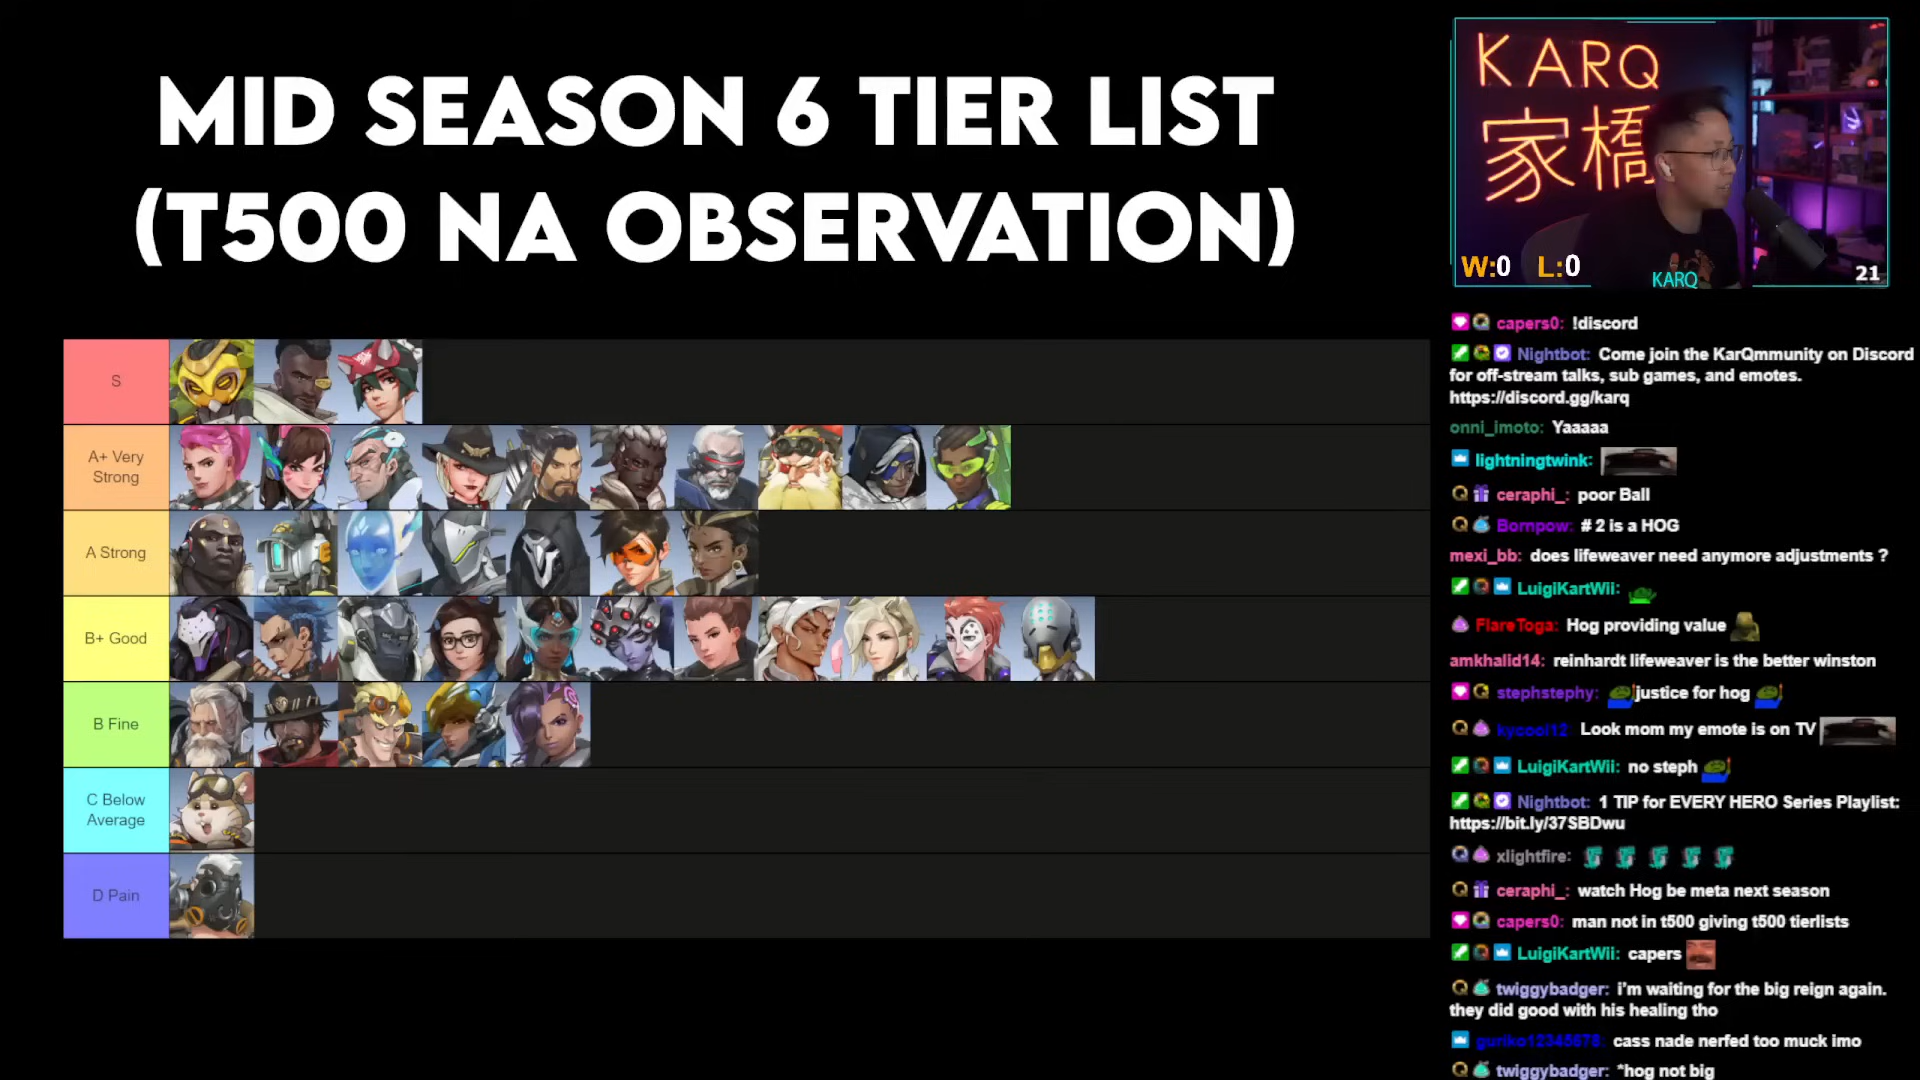 MID SEASON 6 TIER LIST
(T500 NA OBSERVATION)
S
A+ Very
Strong
A Strong
B+ Good
B Fine
C Below
Average
D Pain
KARQ
家橋
W:0 L:0
KARQ
21
capers0: !discord
Nightbot: Come join the KarQmmunity on Discord
for off-stream talks, sub games, and emotes.
https://discord.gg/karq
onni_imoto: Yaaaaa
lightningtwink:
ceraphi_: poor Ball
Bompow: # 2 is a HOG
mexi_bb: does lifeweaver need anymore adjustments ?
LuigiKartWii:
FlareToga: Hog providing value
amkhalid14: reinhardt lifeweaver is the better winston
stephstephy: justice for hog
kycool12 Look mom my emote is on TV
LuigiKartWii: no steph
Nightbot: 1 TIP for EVERY HERO Series Playlist:
https://bit.ly/37SBDwu
xlightfire:
ceraphi_: watch Hog be meta next season
capers0: man not in t500 giving t500 tierlists
LuigiKartWii: capers
twiggybadger: i'm waiting for the big reign again.
they did good with his healing tho
guriko12345678: cass nade nerfed too muck imo
twiggybadger: *hog not big